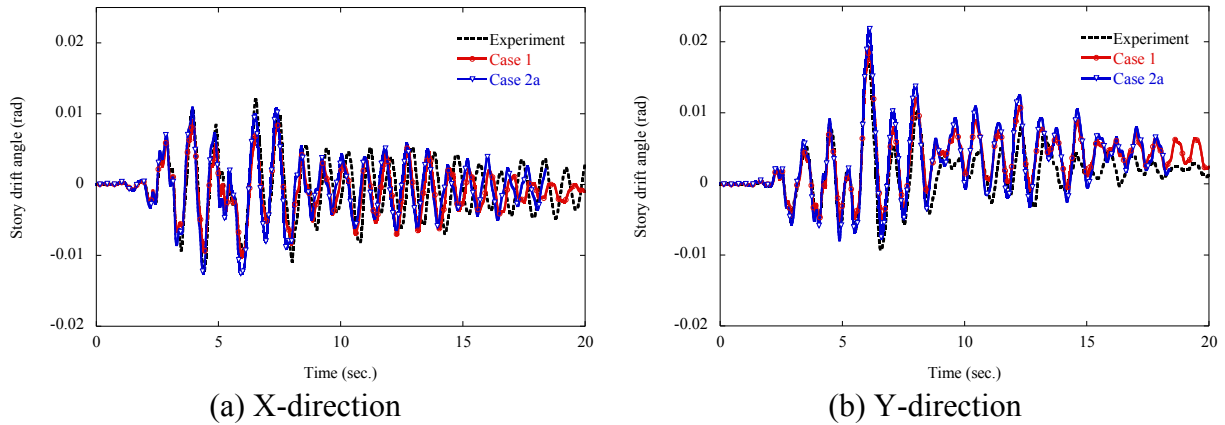 0.02
0.01
0
-0.01
-0.02
Story drift angle (rad)
Experiment
Case 1
Case 2a
0 5 10 15 20
Time (sec.)
(a) X-direction
0.02
0.01
0
-0.01
-0.02
Story drift angle (rad)
Experiment
Case 1
Case 2a
0 5 10 15 20
Time (sec.)
(b) Y-direction